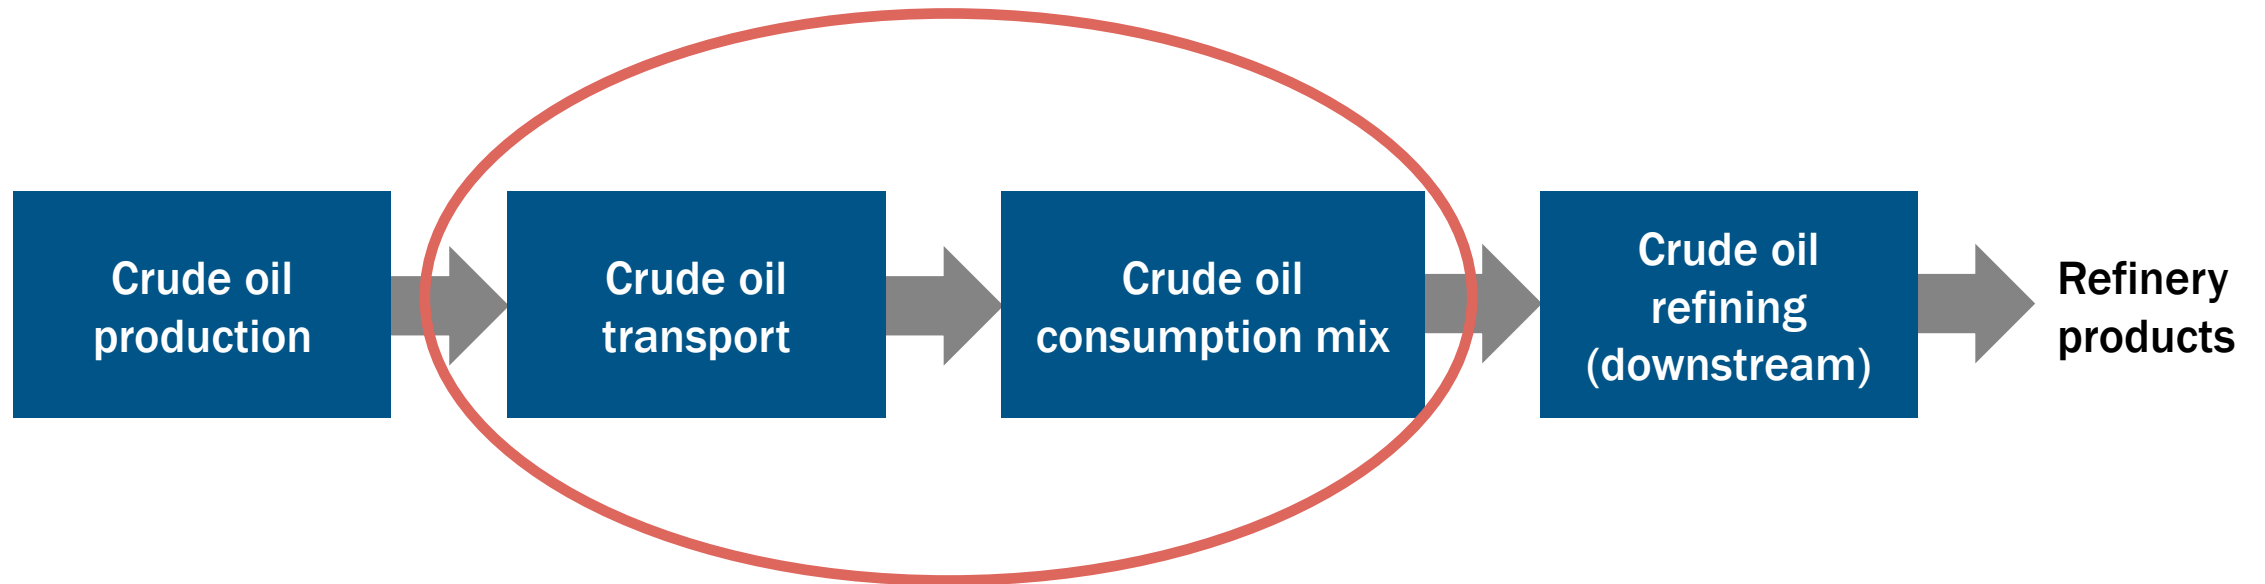 Crude oil
production
Crude oil
transport
Crude oil
consumption mix
Crude oil
refining
(downstream)
Refinery
products